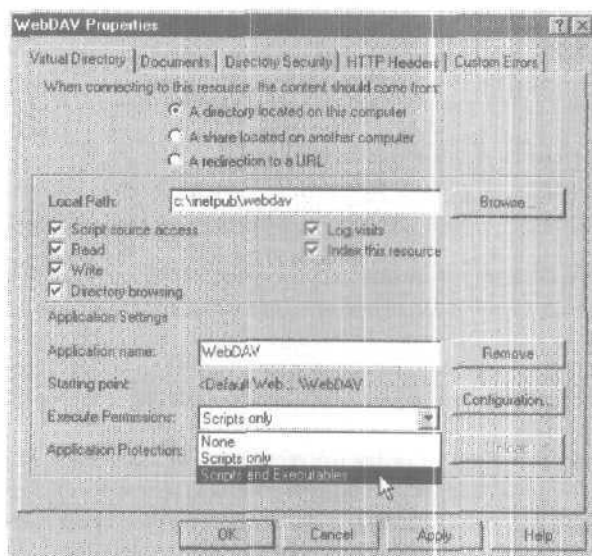 WebDAV Properties
Virtual Directory Documents Directory Security HTTP Headers Custom Errors
When connecting to this resource, the content should come from:
A directory located on this computer
A share located on another computer
A redirection to a URL
Local Path: c:\inetpub\webdav Browse...
Script source access Log visits
Read Index this resource
Write
Directory browsing
Application Settings
Application name: WebDAV Remove
Starting point: <Default Web...\WebDAV
Configuration...
Execute Permissions: Scripts only
None
Application Protection: Scripts only Unload
Scripts and Executables
OK Cancel Apply Help